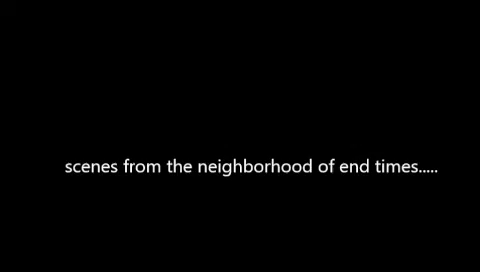 scenes from the neighborhood of end times.....